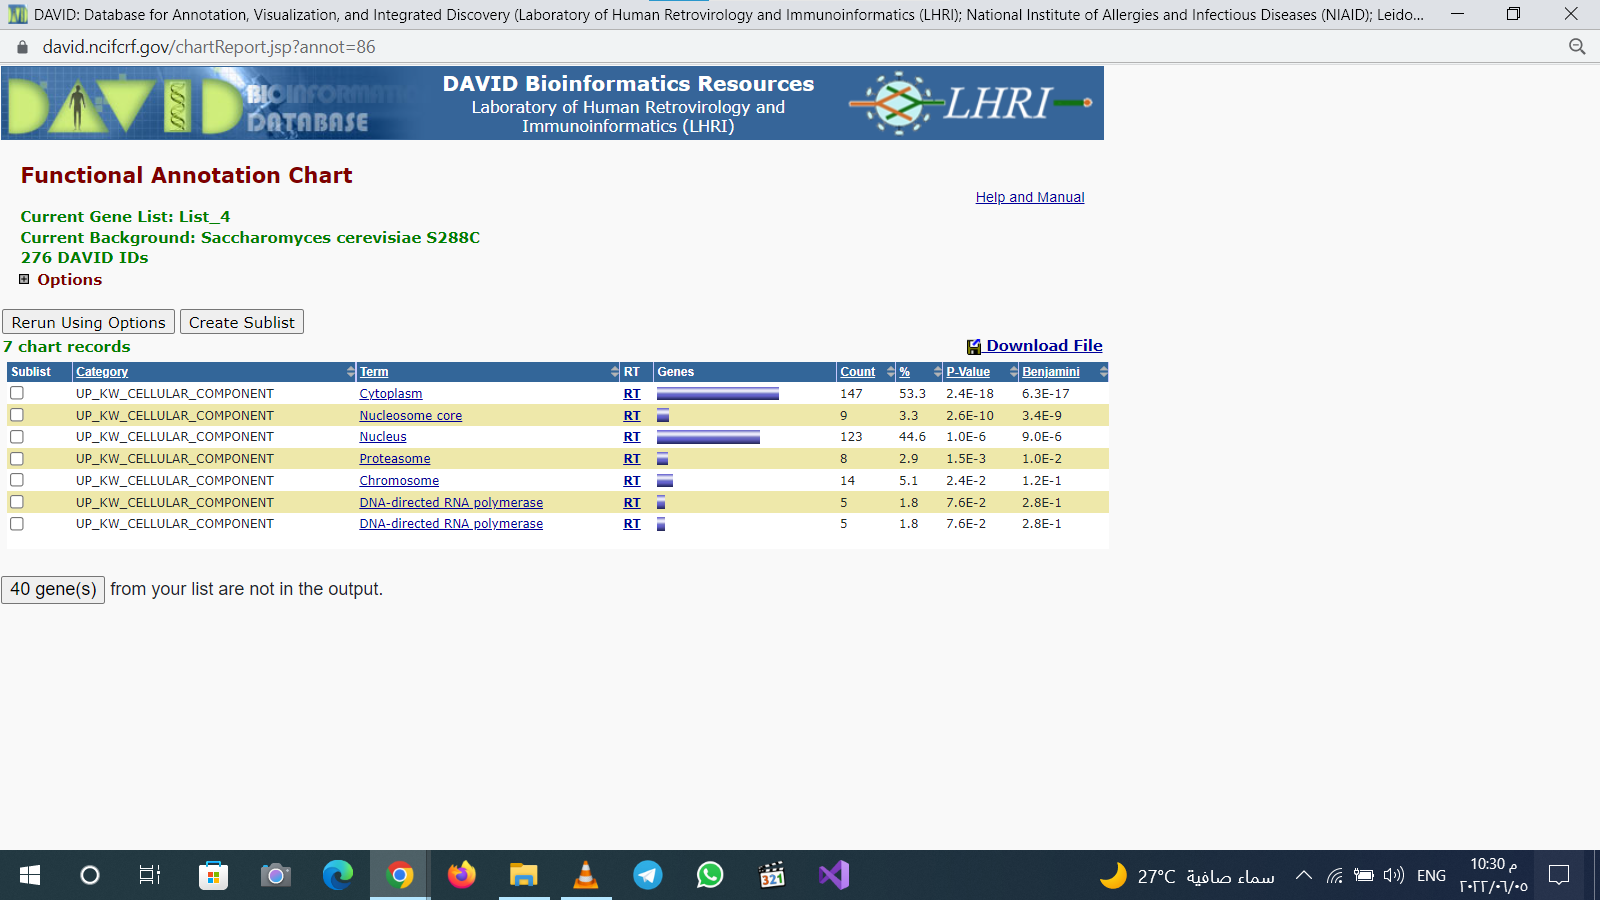 DAVID: Database for Annotation, Visualization, and Integrated Discovery (Laboratory of Human Retrovirology and Immunoinformatics (LHRI); National Institute of Allergies and Infectious Diseases (NIAID); Leido...
david.ncifcrf.gov/chartReport.jsp?annot=86
DAVID BIOINFORMATICS DATABASE
DAVID Bioinformatics Resources
Laboratory of Human Retrovirology and
Immunoinformatics (LHRI)
LHRI
Functional Annotation Chart
Help and Manual
Current Gene List: List_4
Current Background: Saccharomyces cerevisiae S288C
276 DAVID IDs
Options
Rerun Using Options Create Sublist
7 chart records Download File
Sublist Category Term RT Genes Count % P-Value Benjamini
UP_KW_CELLULAR_COMPONENT Cytoplasm RT 147 53.3 2.4E-18 6.3E-17
UP_KW_CELLULAR_COMPONENT Nucleosome core RT 9 3.3 2.6E-10 3.4E-9
UP_KW_CELLULAR_COMPONENT Nucleus RT 123 44.6 1.0E-6 9.0E-6
UP_KW_CELLULAR_COMPONENT Proteasome RT 8 2.9 1.5E-3 1.0E-2
UP_KW_CELLULAR_COMPONENT Chromosome RT 14 5.1 2.4E-2 1.2E-1
UP_KW_CELLULAR_COMPONENT DNA-directed RNA polymerase RT 5 1.8 7.6E-2 2.8E-1
UP_KW_CELLULAR_COMPONENT DNA-directed RNA polymerase RT 5 1.8 7.6E-2 2.8E-1
40 gene(s) from your list are not in the output.
321
27°C سماء صافية ENG
10:30 م
٢٠٢٢/٠٦/٠٥